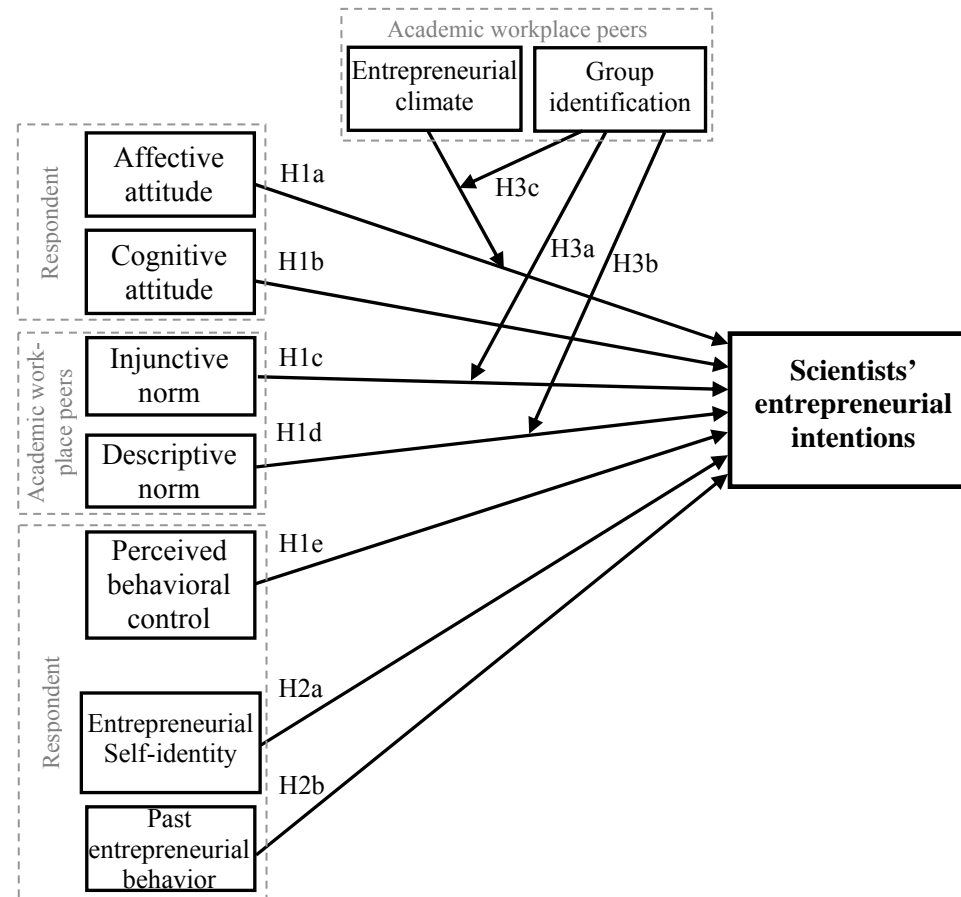 Academic workplace peers
Entrepreneurial
climate
Group
identification
Respondent
Affective
attitude
H1a
H3c
Cognitive
attitude
H1b
H3a
H3b
Academic work-
place peers
Injunctive
norm
H1c
Descriptive
norm
H1d
Scientists’
entrepreneurial
intentions
Respondent
Perceived
behavioral
control
H1e
Entrepreneurial
Self-identity
H2a
Past
entrepreneurial
behavior
H2b